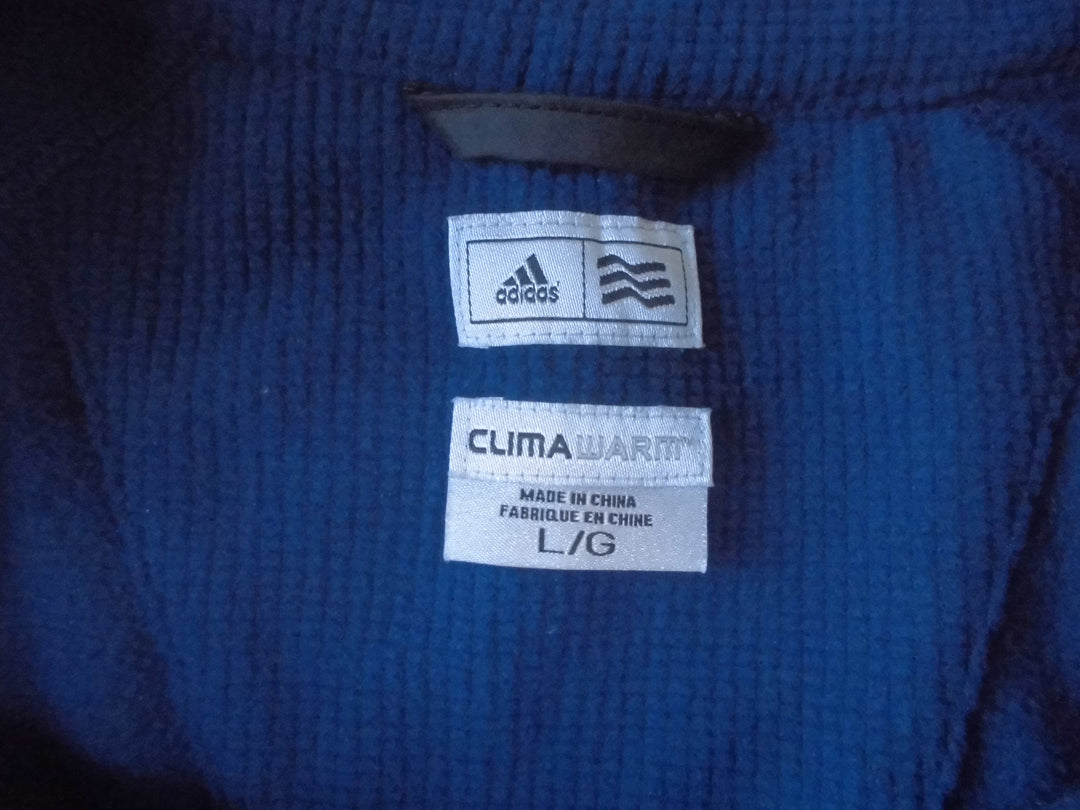 adidas
CLIMAWARM™
MADE IN CHINA
FABRIQUE EN CHINE
L/G